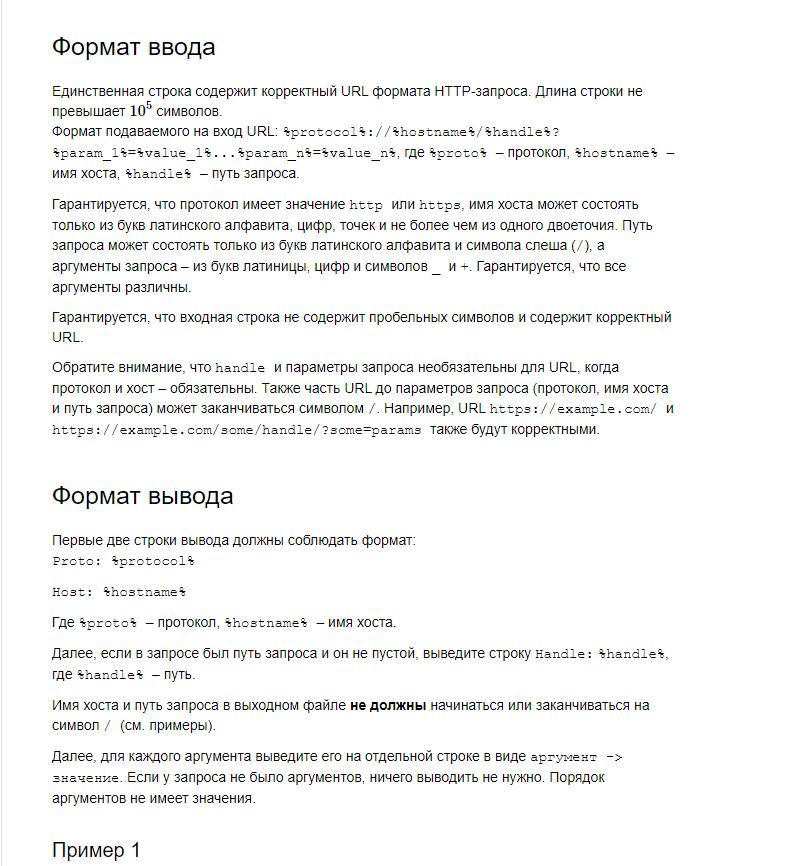 Формат ввода
Единственная строка содержит корректный URL формата HTTP-запроса. Длина строки не
превышает 10^5 символов.
Формат подаваемого на вход URL: %protocol%://%hostname%/%handle%?
%param_1%=%value_1%...%param_n%=%value_n%, где %proto% – протокол, %hostname% –
имя хоста, %handle% – путь запроса.
Гарантируется, что протокол имеет значение http или https, имя хоста может состоять
только из букв латинского алфавита, цифр, точек и не более чем из одного двоеточия. Путь
запроса может состоять только из букв латинского алфавита и символа слеша (/), а
аргументы запроса – из букв латиницы, цифр и символов _ и +. Гарантируется, что все
аргументы различны.
Гарантируется, что входная строка не содержит пробельных символов и содержит корректный
URL.
Обратите внимание, что handle и параметры запроса необязательны для URL, когда
протокол и хост – обязательны. Также часть URL до параметров запроса (протокол, имя хоста
и путь запроса) может заканчиваться символом /. Например, URL https://example.com/ и
https://example.com/some/handle/?some=params также будут корректными.
Формат вывода
Первые две строки вывода должны соблюдать формат:
Proto: %protocol%
Host: %hostname%
Где %proto% – протокол, %hostname% – имя хоста.
Далее, если в запросе был путь запроса и он не пустой, выведите строку Handle: %handle%,
где %handle% – путь.
Имя хоста и путь запроса в выходном файле не должны начинаться или заканчиваться на
символ / (см. примеры).
Далее, для каждого аргумента выведите его на отдельной строке в виде аргумент ->
значение. Если у запроса не было аргументов, ничего выводить не нужно. Порядок
аргументов не имеет значения.
Пример 1